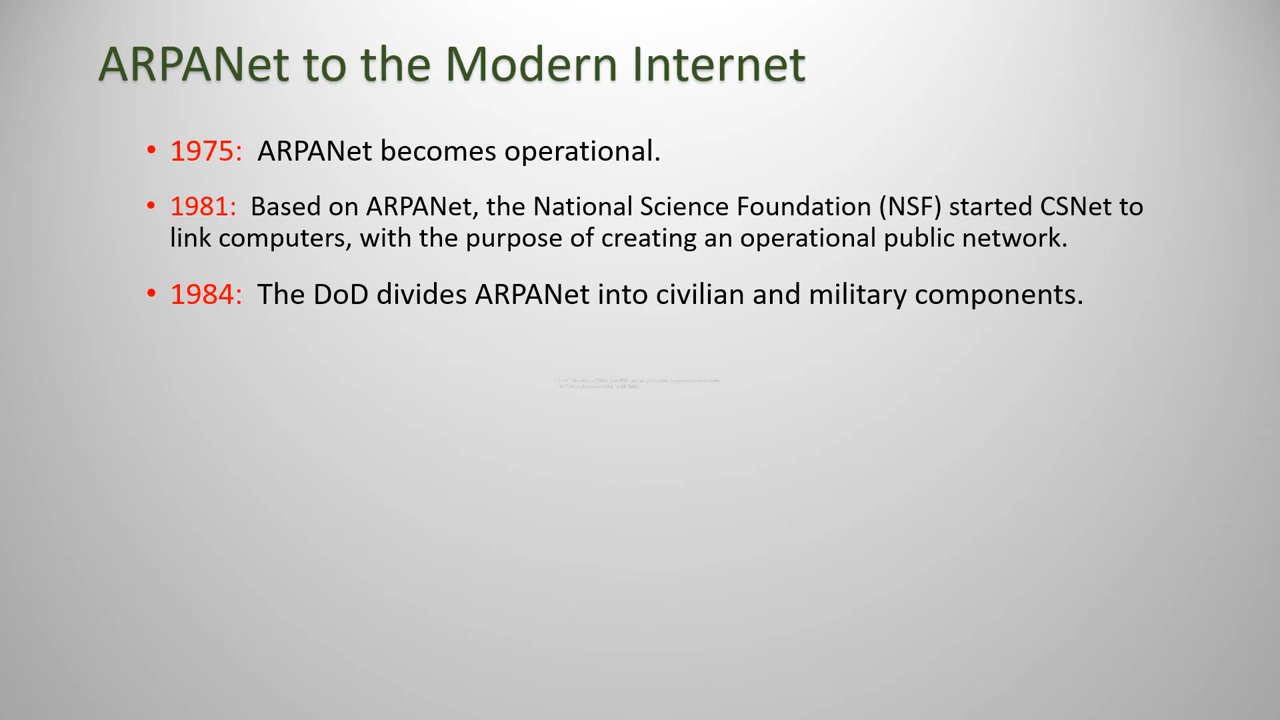 ARPANet to the Modern Internet
• 1975: ARPANet becomes operational.
• 1981: Based on ARPANet, the National Science Foundation (NSF) started CSNet to
link computers, with the purpose of creating an operational public network.
• 1984: The DoD divides ARPANet into civilian and military components.